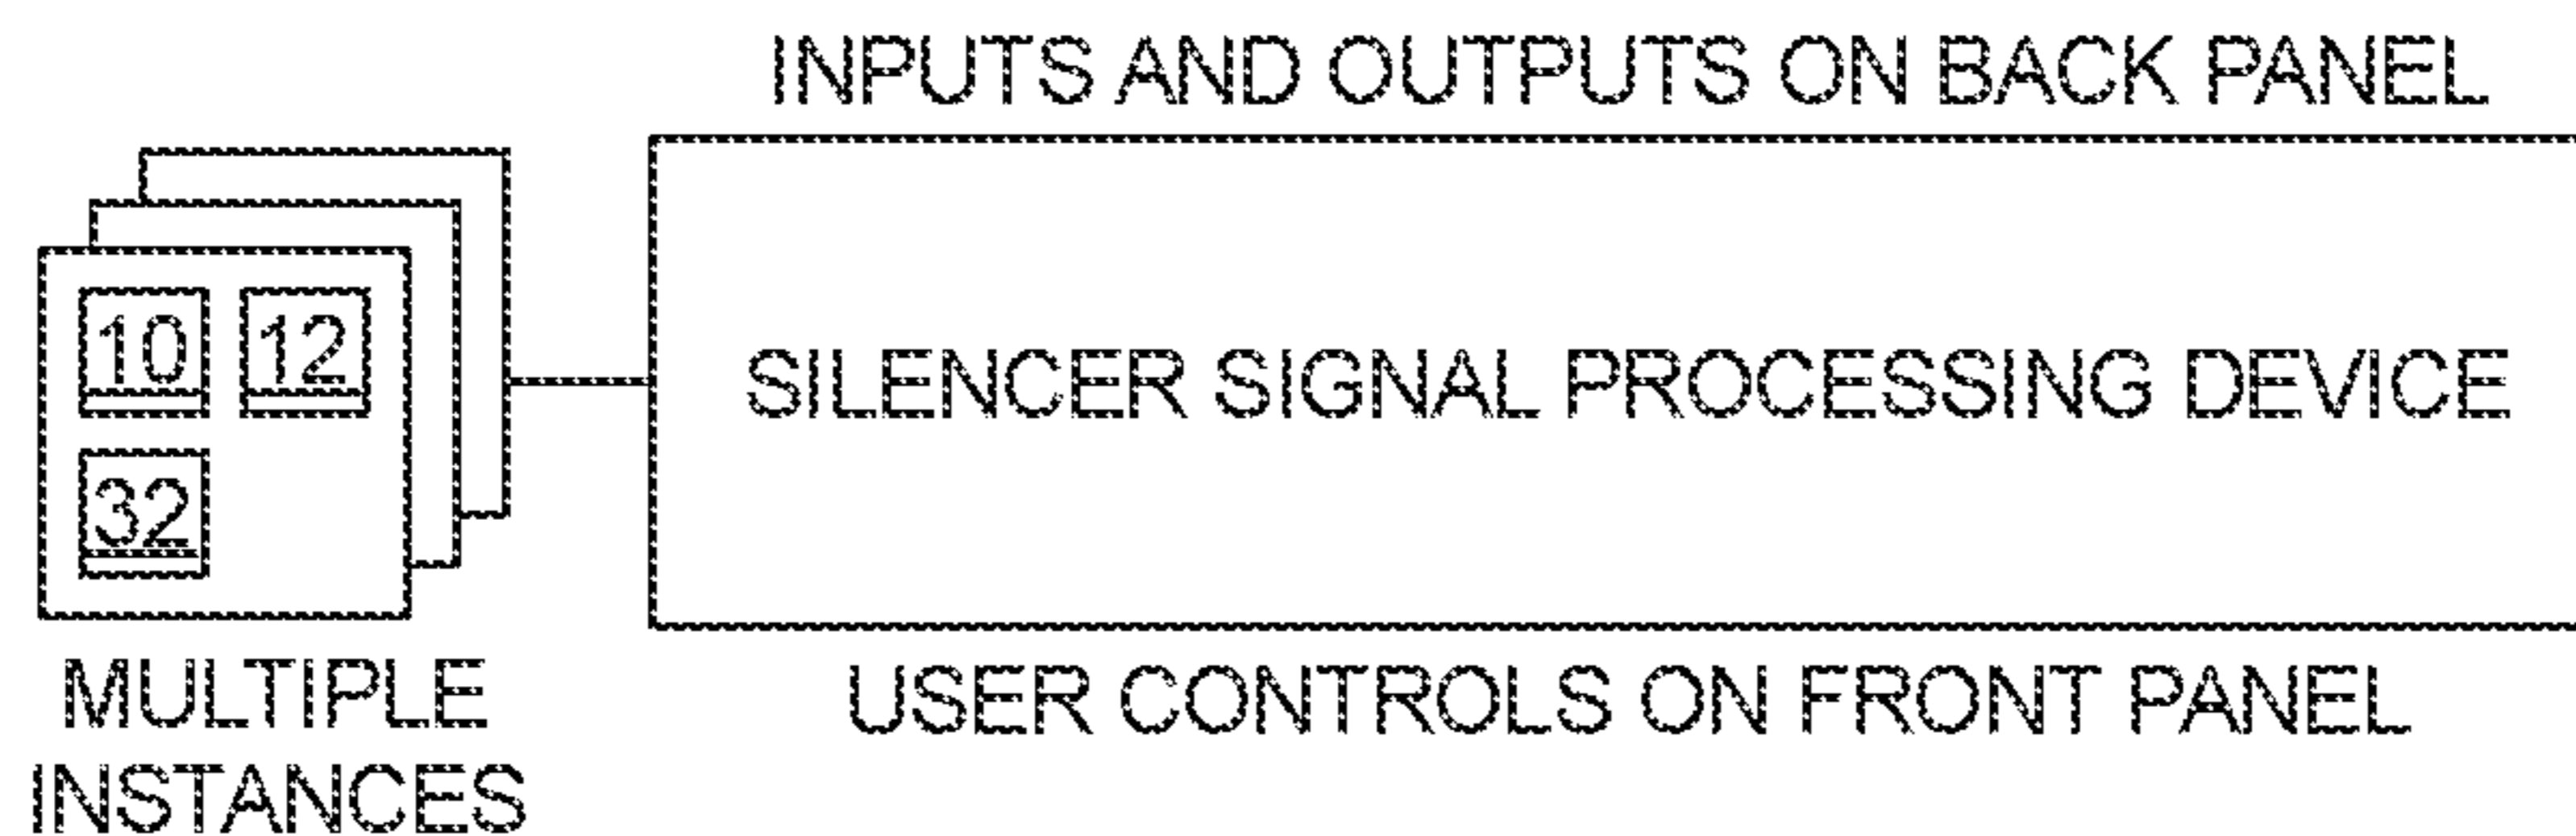 INPUTS AND OUTPUTS ON BACK PANEL
10 12
32
SILENCER SIGNAL PROCESSING DEVICE
MULTIPLE
INSTANCES
USER CONTROLS ON FRONT PANEL